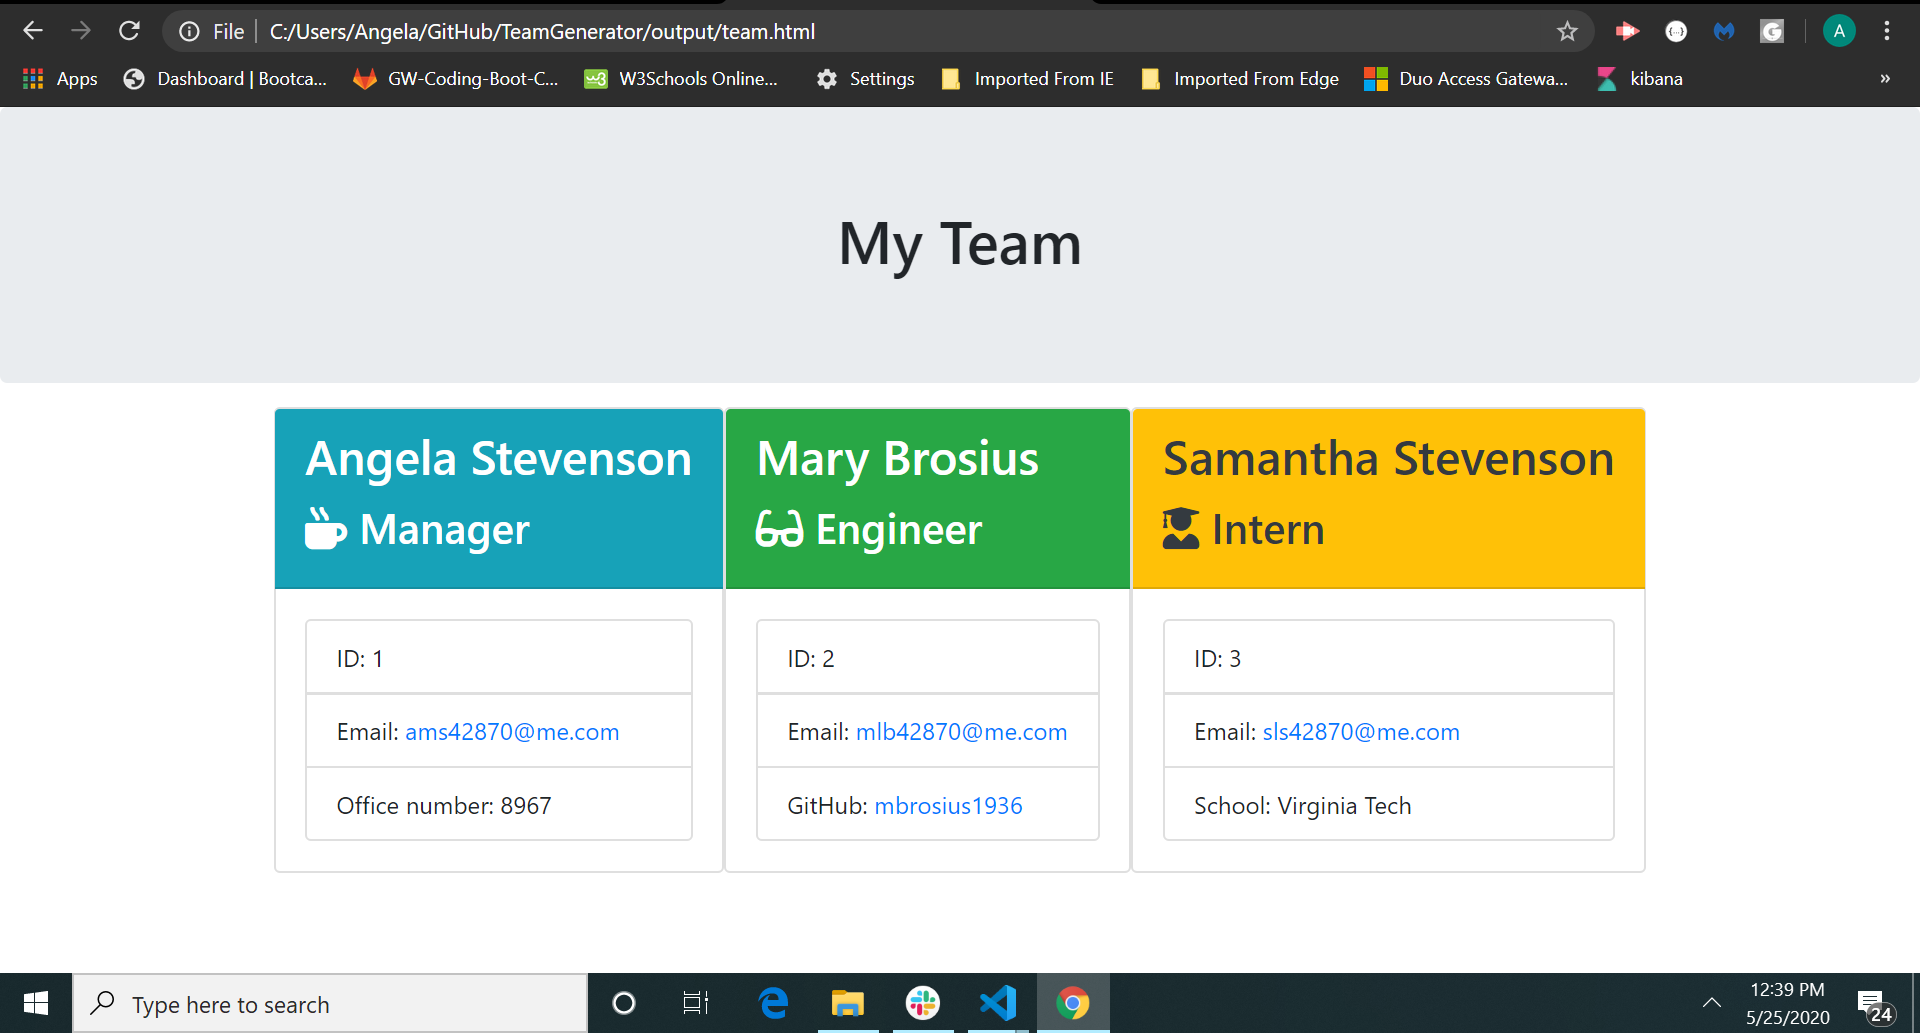 File C:/Users/Angela/GitHub/TeamGenerator/output/team.html
A
Apps Dashboard | Bootca... GW-Coding-Boot-C... W3Schools Online... Settings Imported From IE Imported From Edge Duo Access Gatewa... kibana »
My Team
Angela Stevenson
Manager
ID: 1
Email: ams42870@me.com
Office number: 8967
Mary Brosius
Engineer
ID: 2
Email: mlb42870@me.com
GitHub: mbrosius1936
Samantha Stevenson
Intern
ID: 3
Email: sls42870@me.com
School: Virginia Tech
Type here to search
12:39 PM
5/25/2020
24